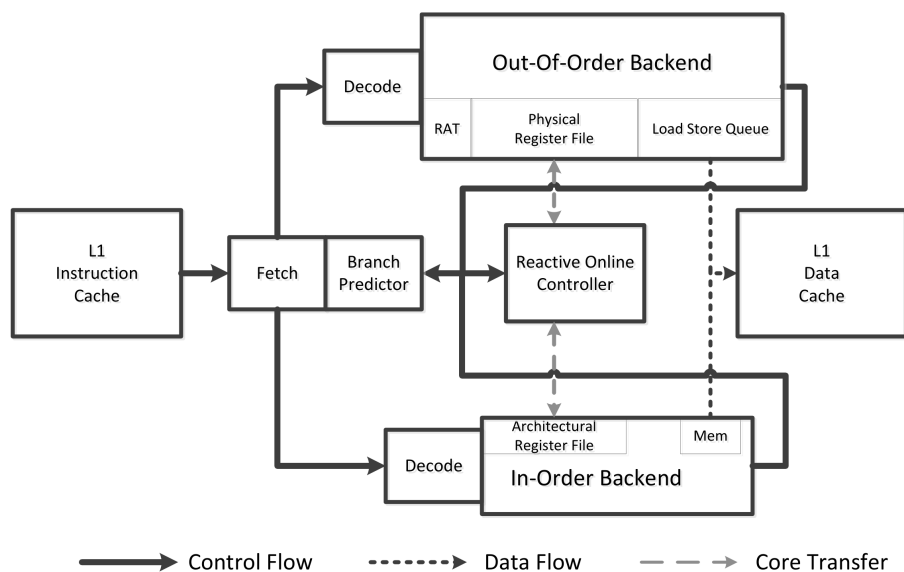 Out-Of-Order Backend
Decode
RAT
Physical
Register File
Load Store Queue
L1
Instruction
Cache
Fetch
Branch
Predictor
Reactive Online
Controller
L1
Data
Cache
Architectural
Register File
Mem
Decode
In-Order Backend
Control Flow
Data Flow
Core Transfer